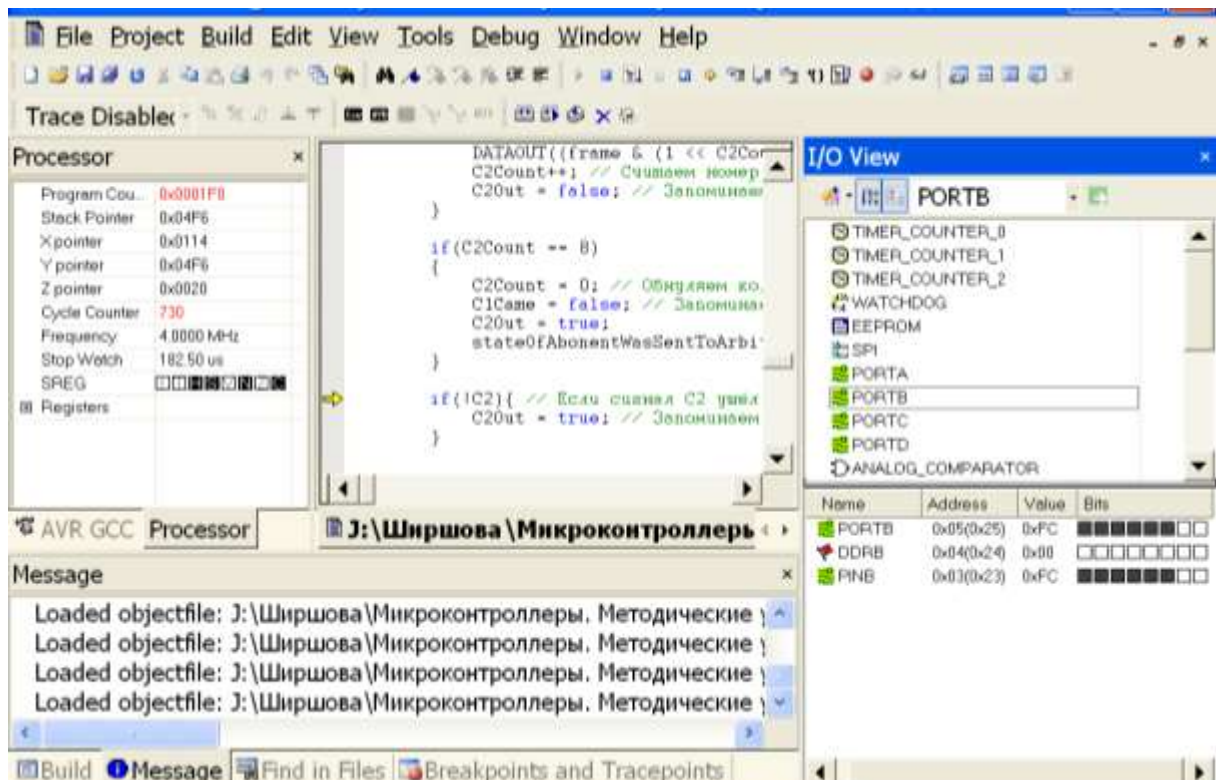 File Project Build Edit View Tools Debug Window Help
Trace Disablec
Processor
Program Cou... 0x0001F0
Stack Pointer 0x04F6
X pointer 0x0114
Y pointer 0x04F6
Z pointer 0x0020
Cycle Counter 730
Frequency 4.0000 MHz
Stop Watch 182.50 us
SREG
Registers
AVR GCC Processor
DATAOUT((frame & (1 << C2Cou
C2Count++; // Считаем номер
C2Out = false; // Запоминаем
}
if(C2Count == 8)
{
C2Count = 0; // Обнуляем ко
C1Came = false; // Запомина
C2Out = true;
stateOfAbonentWasSentToArbi
}
if(!C2){ // Если сигнал C2 ушел
C2Out = true; // Запоминаем
}
J:\Ширшова\Микроконтроллеры
I/O View
PORTB
TIMER_COUNTER_0
TIMER_COUNTER_1
TIMER_COUNTER_2
WATCHDOG
EEPROM
SPI
PORTA
PORTB
PORTC
PORTD
ANALOG_COMPARATOR
Name Address Value Bits
PORTB 0x05(0x25) 0xFC
DDRB 0x04(0x24) 0x00
PINB 0x03(0x23) 0xFC
Message
Loaded objectfile: J:\Ширшова\Микроконтроллеры. Методические у
Loaded objectfile: J:\Ширшова\Микроконтроллеры. Методические у
Loaded objectfile: J:\Ширшова\Микроконтроллеры. Методические у
Loaded objectfile: J:\Ширшова\Микроконтроллеры. Методические у
Build Message Find in Files Breakpoints and Tracepoints